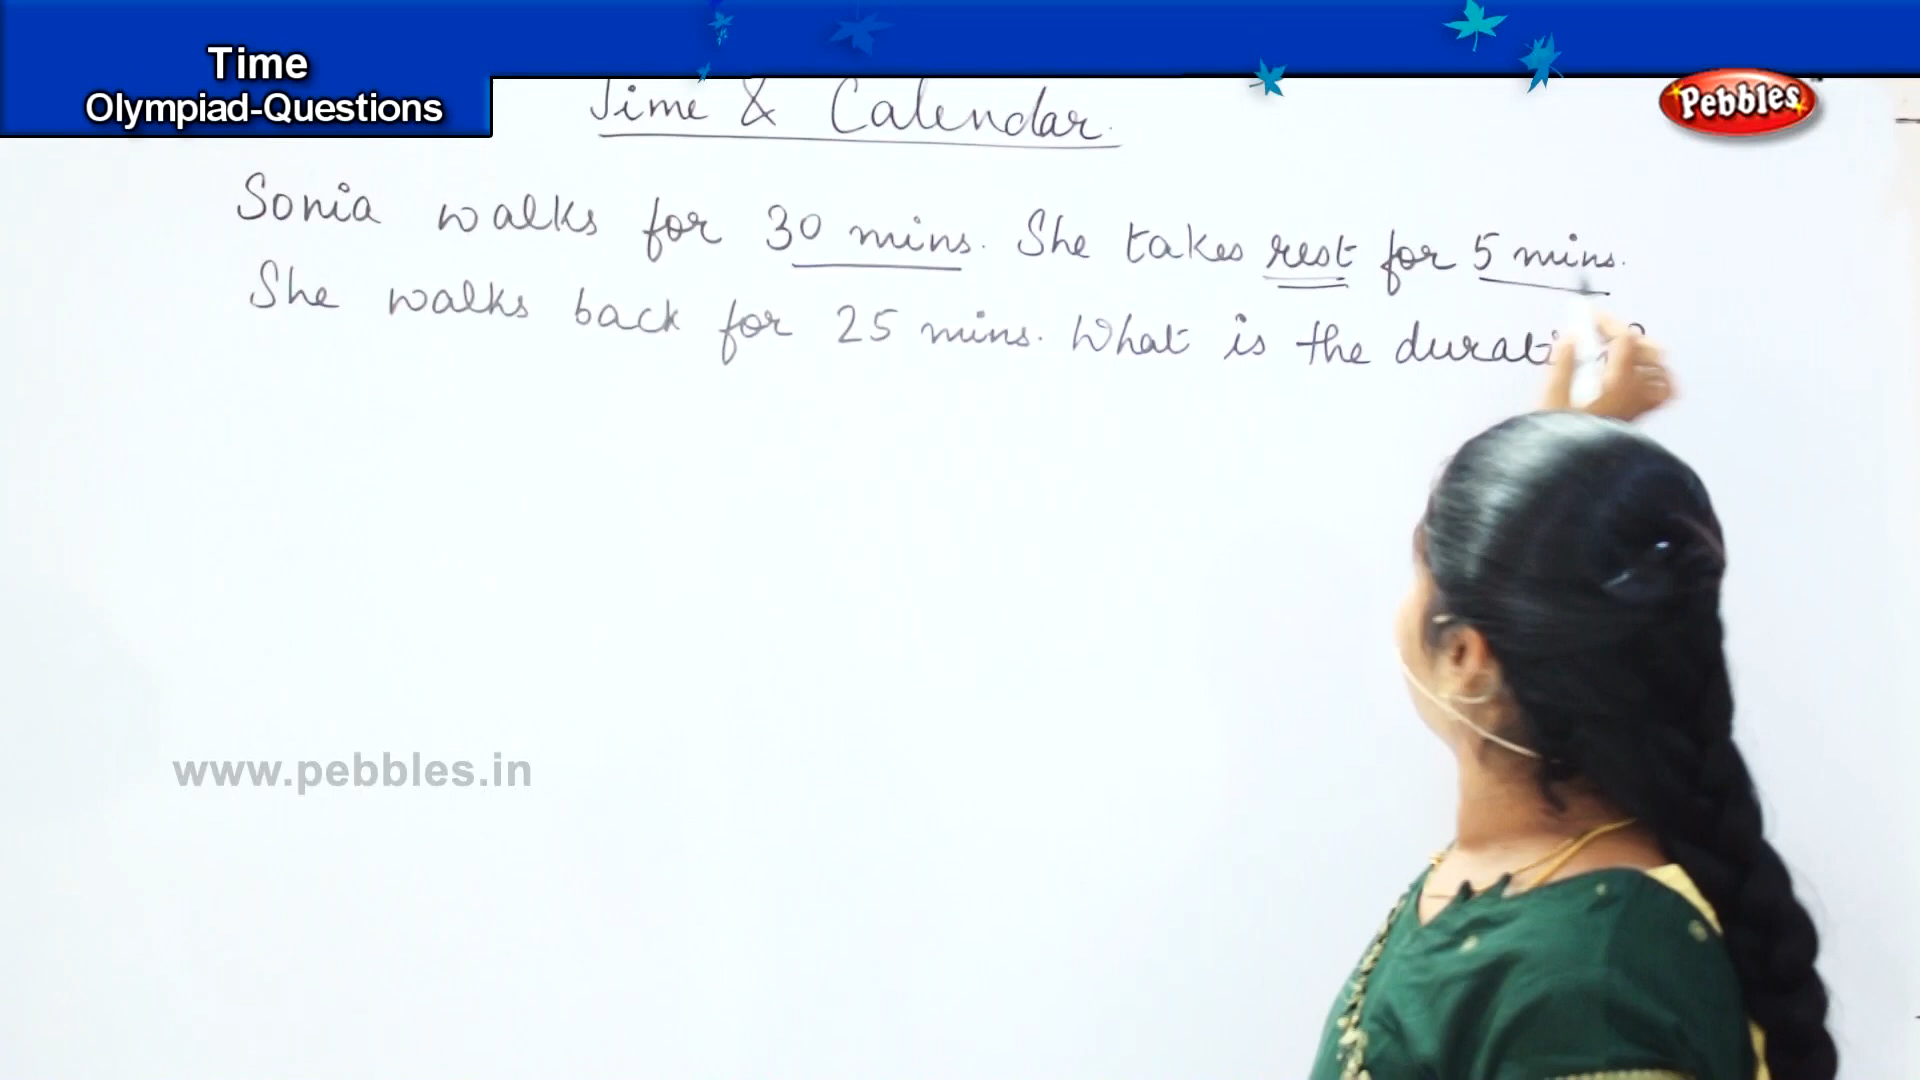 Time
Olympiad-Questions
Time & Calendar.
Pebbles
Sonia walks for 30 mins. She takes rest for 5 mins.
She walks back for 25 mins. What is the
www.pebbles.in